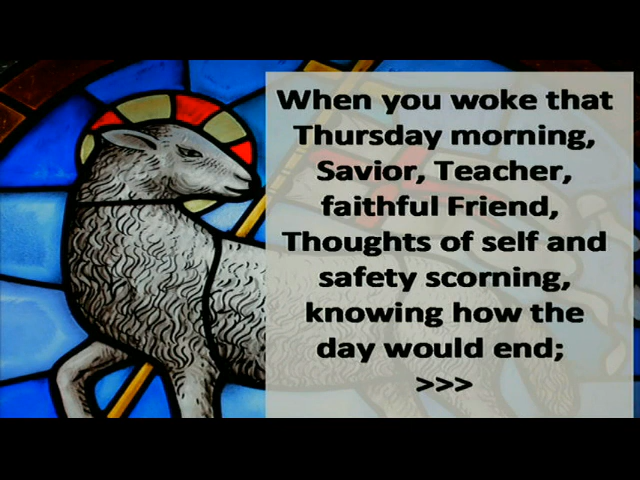 When you woke that
Thursday morning,
Savior, Teacher,
faithful Friend,
Thoughts of self and
safety scorning,
knowing how the
day would end;
>>>